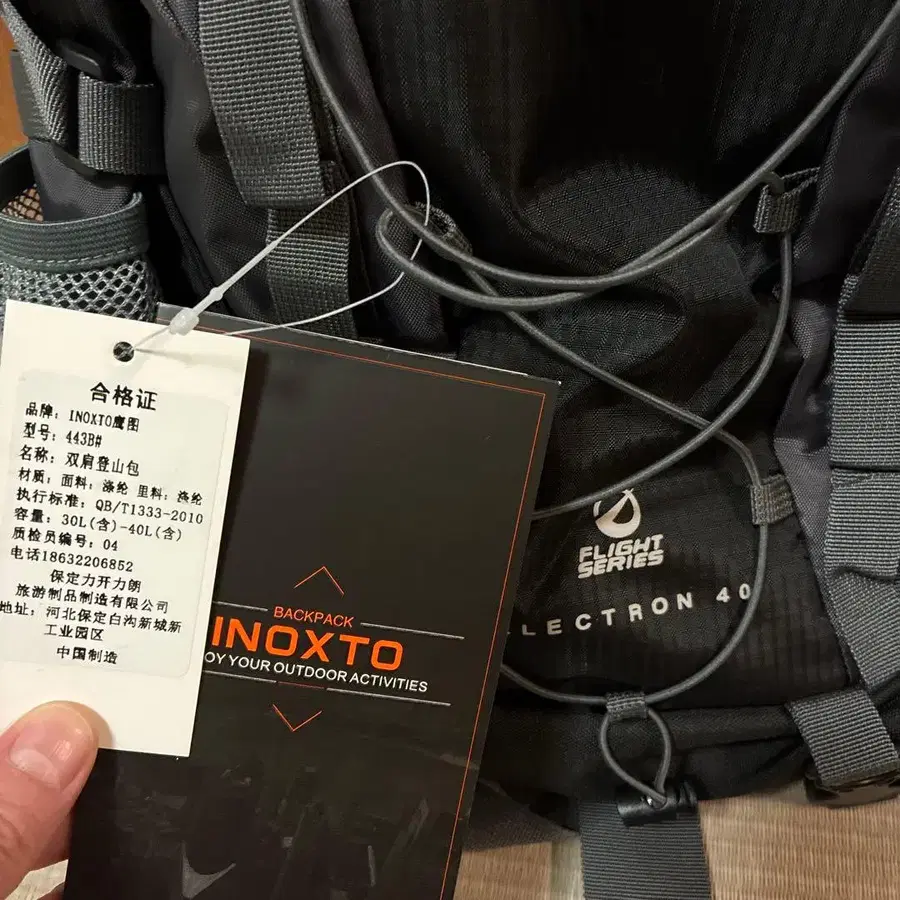 合格证
品牌: INOXTO鹰图
型号: 443B#
名称: 双肩登山包
材质: 面料: 涤纶 里料: 涤纶
执行标准: QB/T1333-2010
容量: 30L(含)-40L(含)
质检员编号: 04
电话18632206852
保定力开力朗
旅游制品制造有限公司
地址: 河北保定白沟新城新
工业园区
中国制造
BACKPACK
INOXTO
OY YOUR OUTDOOR ACTIVITIES
FLIGHT
SERIES
LECTRON 40